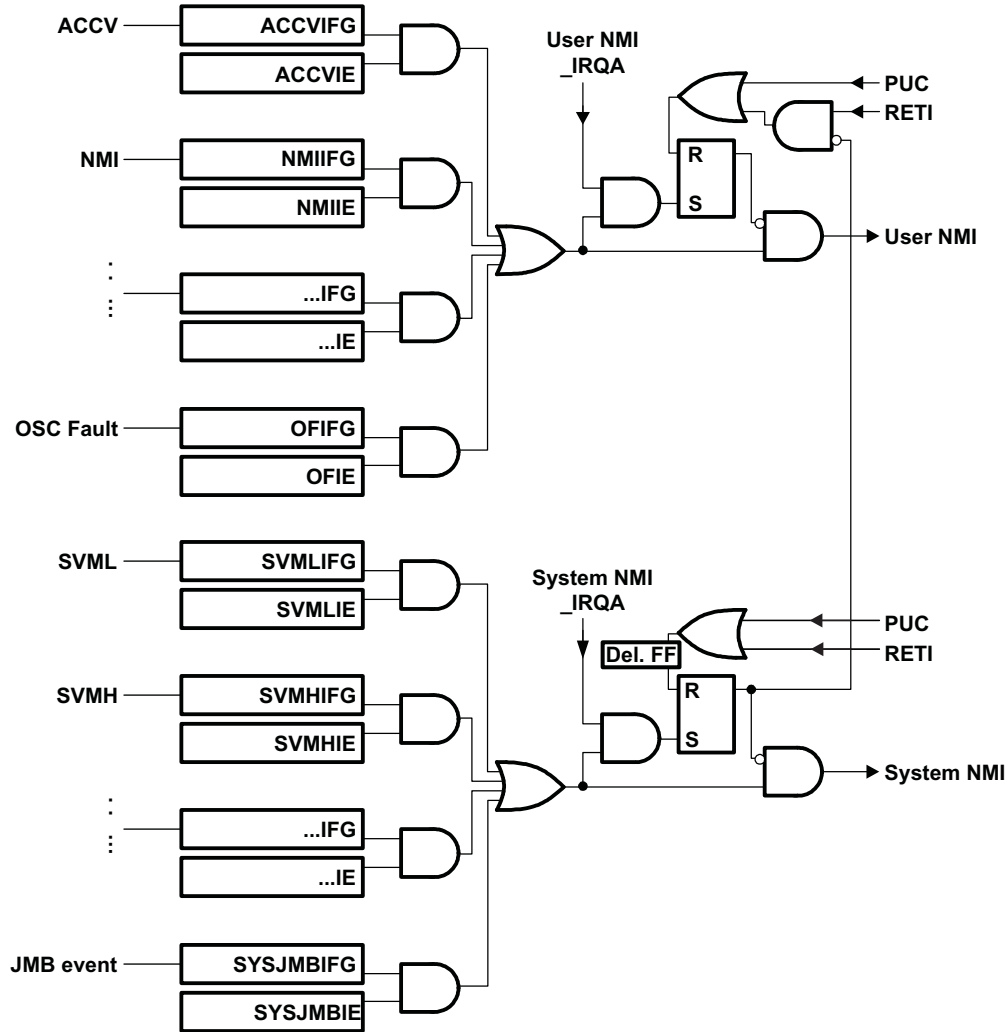 ACCV
ACCVIFG
ACCVIE
User NMI
_IRQA
PUC
RETI
NMI
NMIIFG
NMIIE
R
S
User NMI
...IFG
...IE
OSC Fault
OFIFG
OFIE
SVML
SVMLIFG
SVMLIE
System NMI
_IRQA
PUC
RETI
Del. FF
SVMH
SVMHIFG
SVMHIE
R
S
System NMI
...IFG
...IE
JMB event
SYSJMBIFG
SYSJMBIE